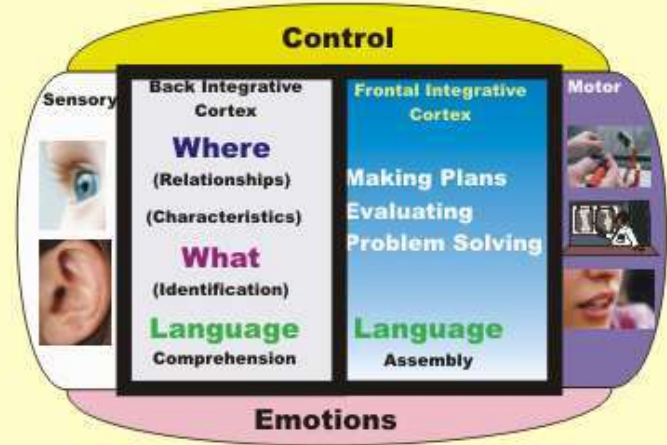 Control
Sensory
Back Integrative
Cortex
Where
(Relationships)
(Characteristics)
What
(Identification)
Language
Comprehension
Frontal Integrative
Cortex
Making Plans
Evaluating
Problem Solving
Language
Assembly
Motor
Emotions